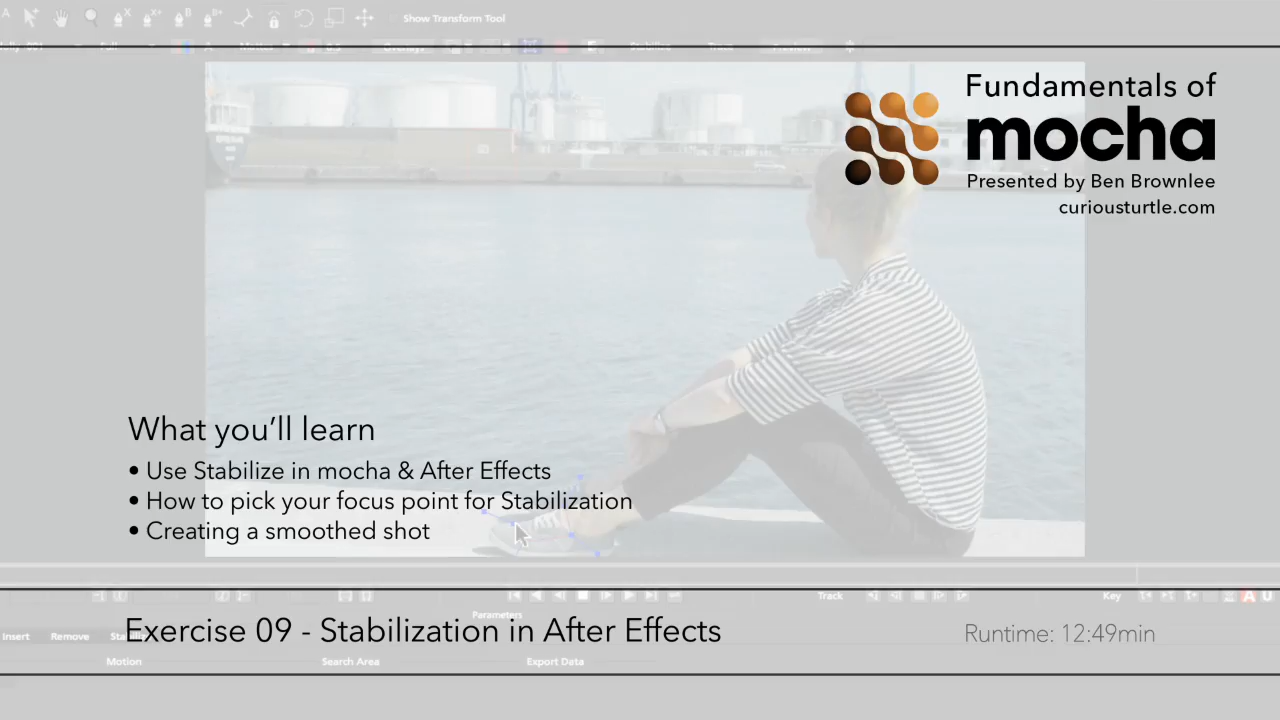 Show Transform Tool
Fundamentals of
mocha
Presented by Ben Brownlee
curiousturtle.com
What you’ll learn
• Use Stabilize in mocha & After Effects
• How to pick your focus point for Stabilization
• Creating a smoothed shot
Track
Key
Parameters
Exercise 09 - Stabilization in After Effects
Runtime: 12:49min
Insert Remove
Motion Search Area Export Data